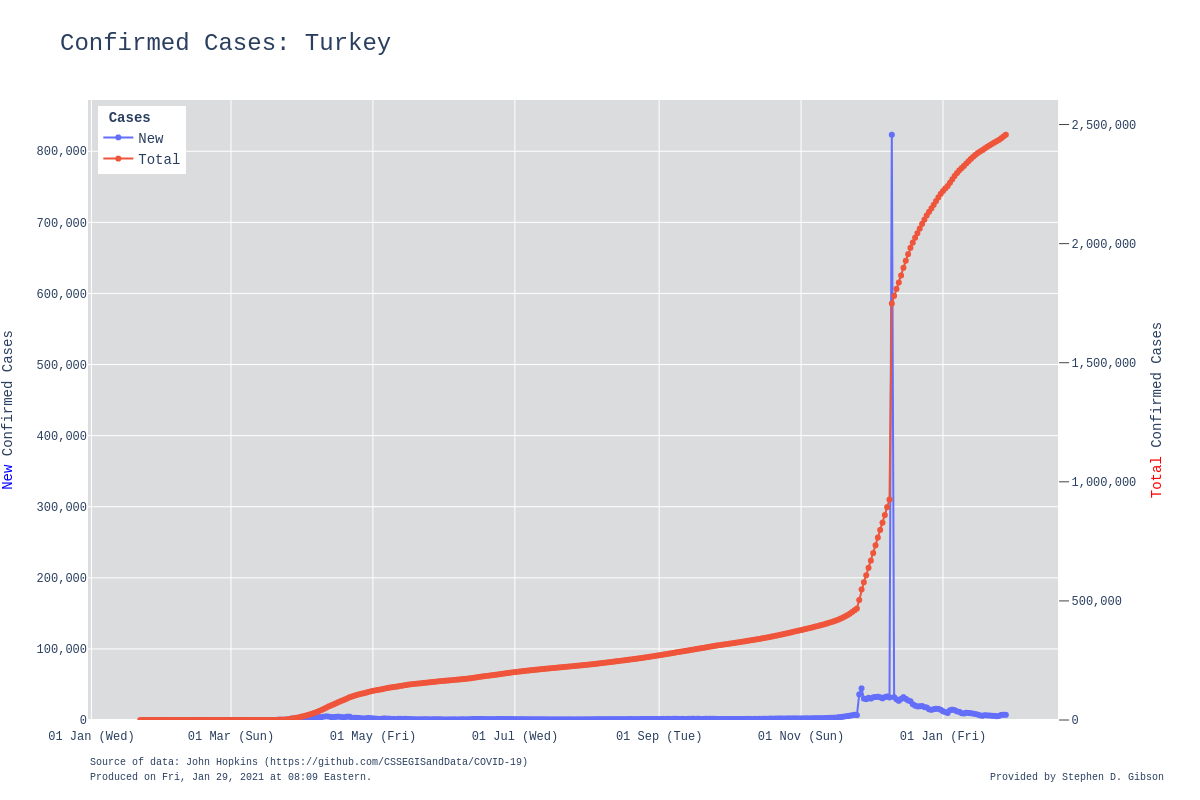 Confirmed Cases: Turkey
Cases
New
Total
800,000
700,000
600,000
500,000
400,000
300,000
200,000
100,000
0
New Confirmed Cases
2,500,000
2,000,000
1,500,000
1,000,000
500,000
0
Total Confirmed Cases
01 Jan (Wed) 01 Mar (Sun) 01 May (Fri) 01 Jul (Wed) 01 Sep (Tue) 01 Nov (Sun) 01 Jan (Fri)
Source of data: John Hopkins (https://github.com/CSSEGISandData/COVID-19)
Produced on Fri, Jan 29, 2021 at 08:09 Eastern.
Provided by Stephen D. Gibson